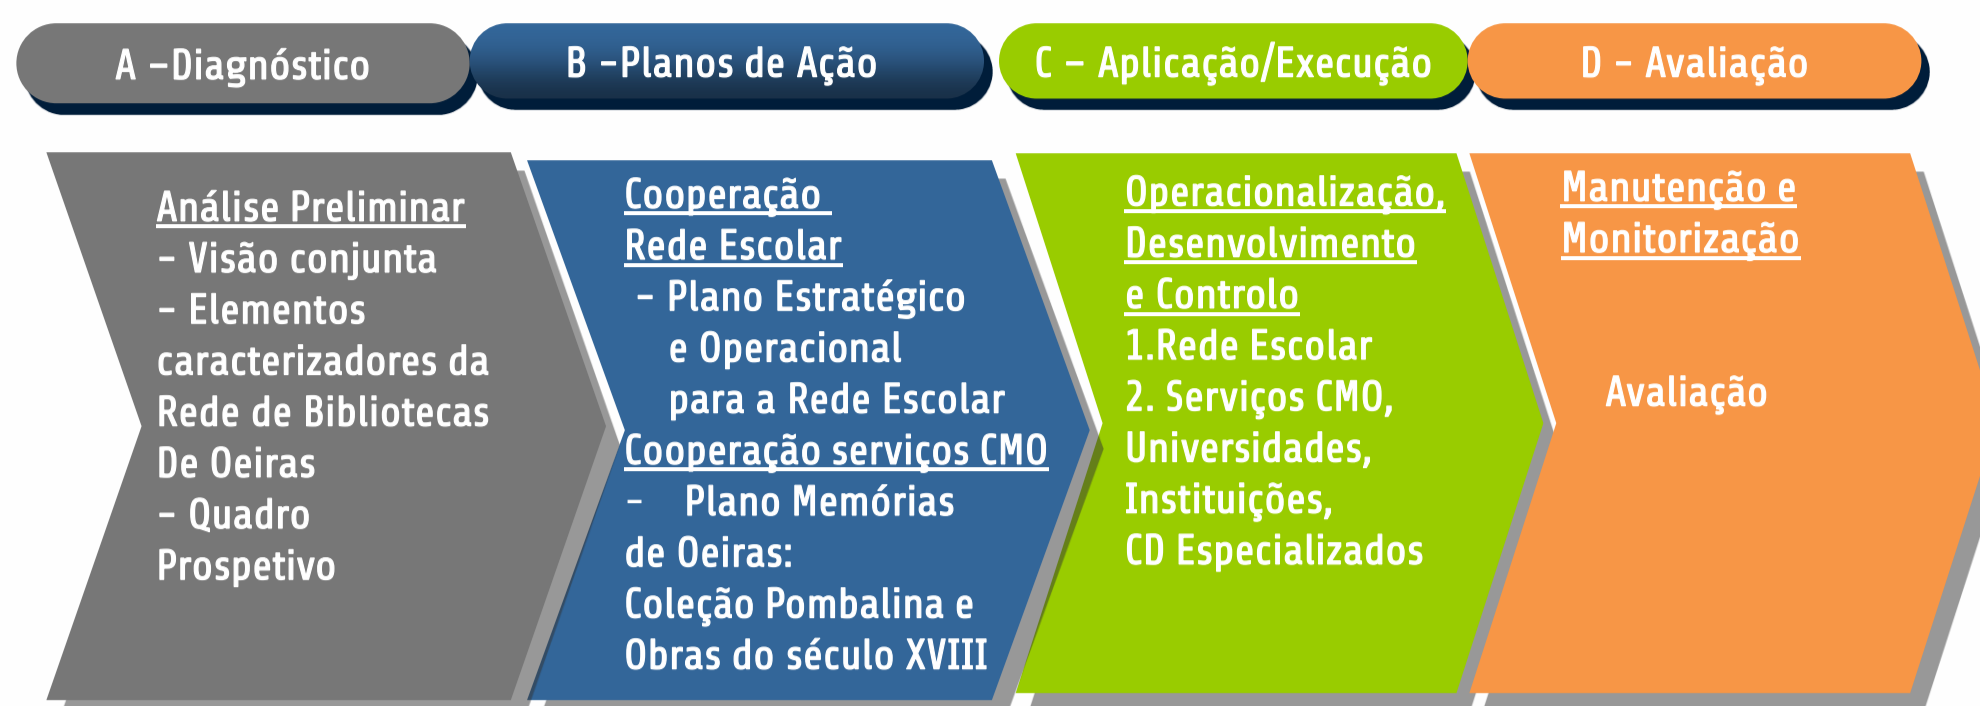 A –Diagnóstico
B –Planos de Ação
C – Aplicação/Execução
D – Avaliação
Análise Preliminar
– Visão conjunta
– Elementos
caracterizadores da
Rede de Bibliotecas
De Oeiras
– Quadro
Prospetivo
Cooperação
Rede Escolar
– Plano Estratégico
e Operacional
para a Rede Escolar
Cooperação serviços CMO
– Plano Memórias
de Oeiras:
Coleção Pombalina e
Obras do século XVIII
Operacionalização,
Desenvolvimento
e Controlo
1.Rede Escolar
2. Serviços CMO,
Universidades,
Instituições,
CD Especializados
Manutenção e
Monitorização
Avaliação